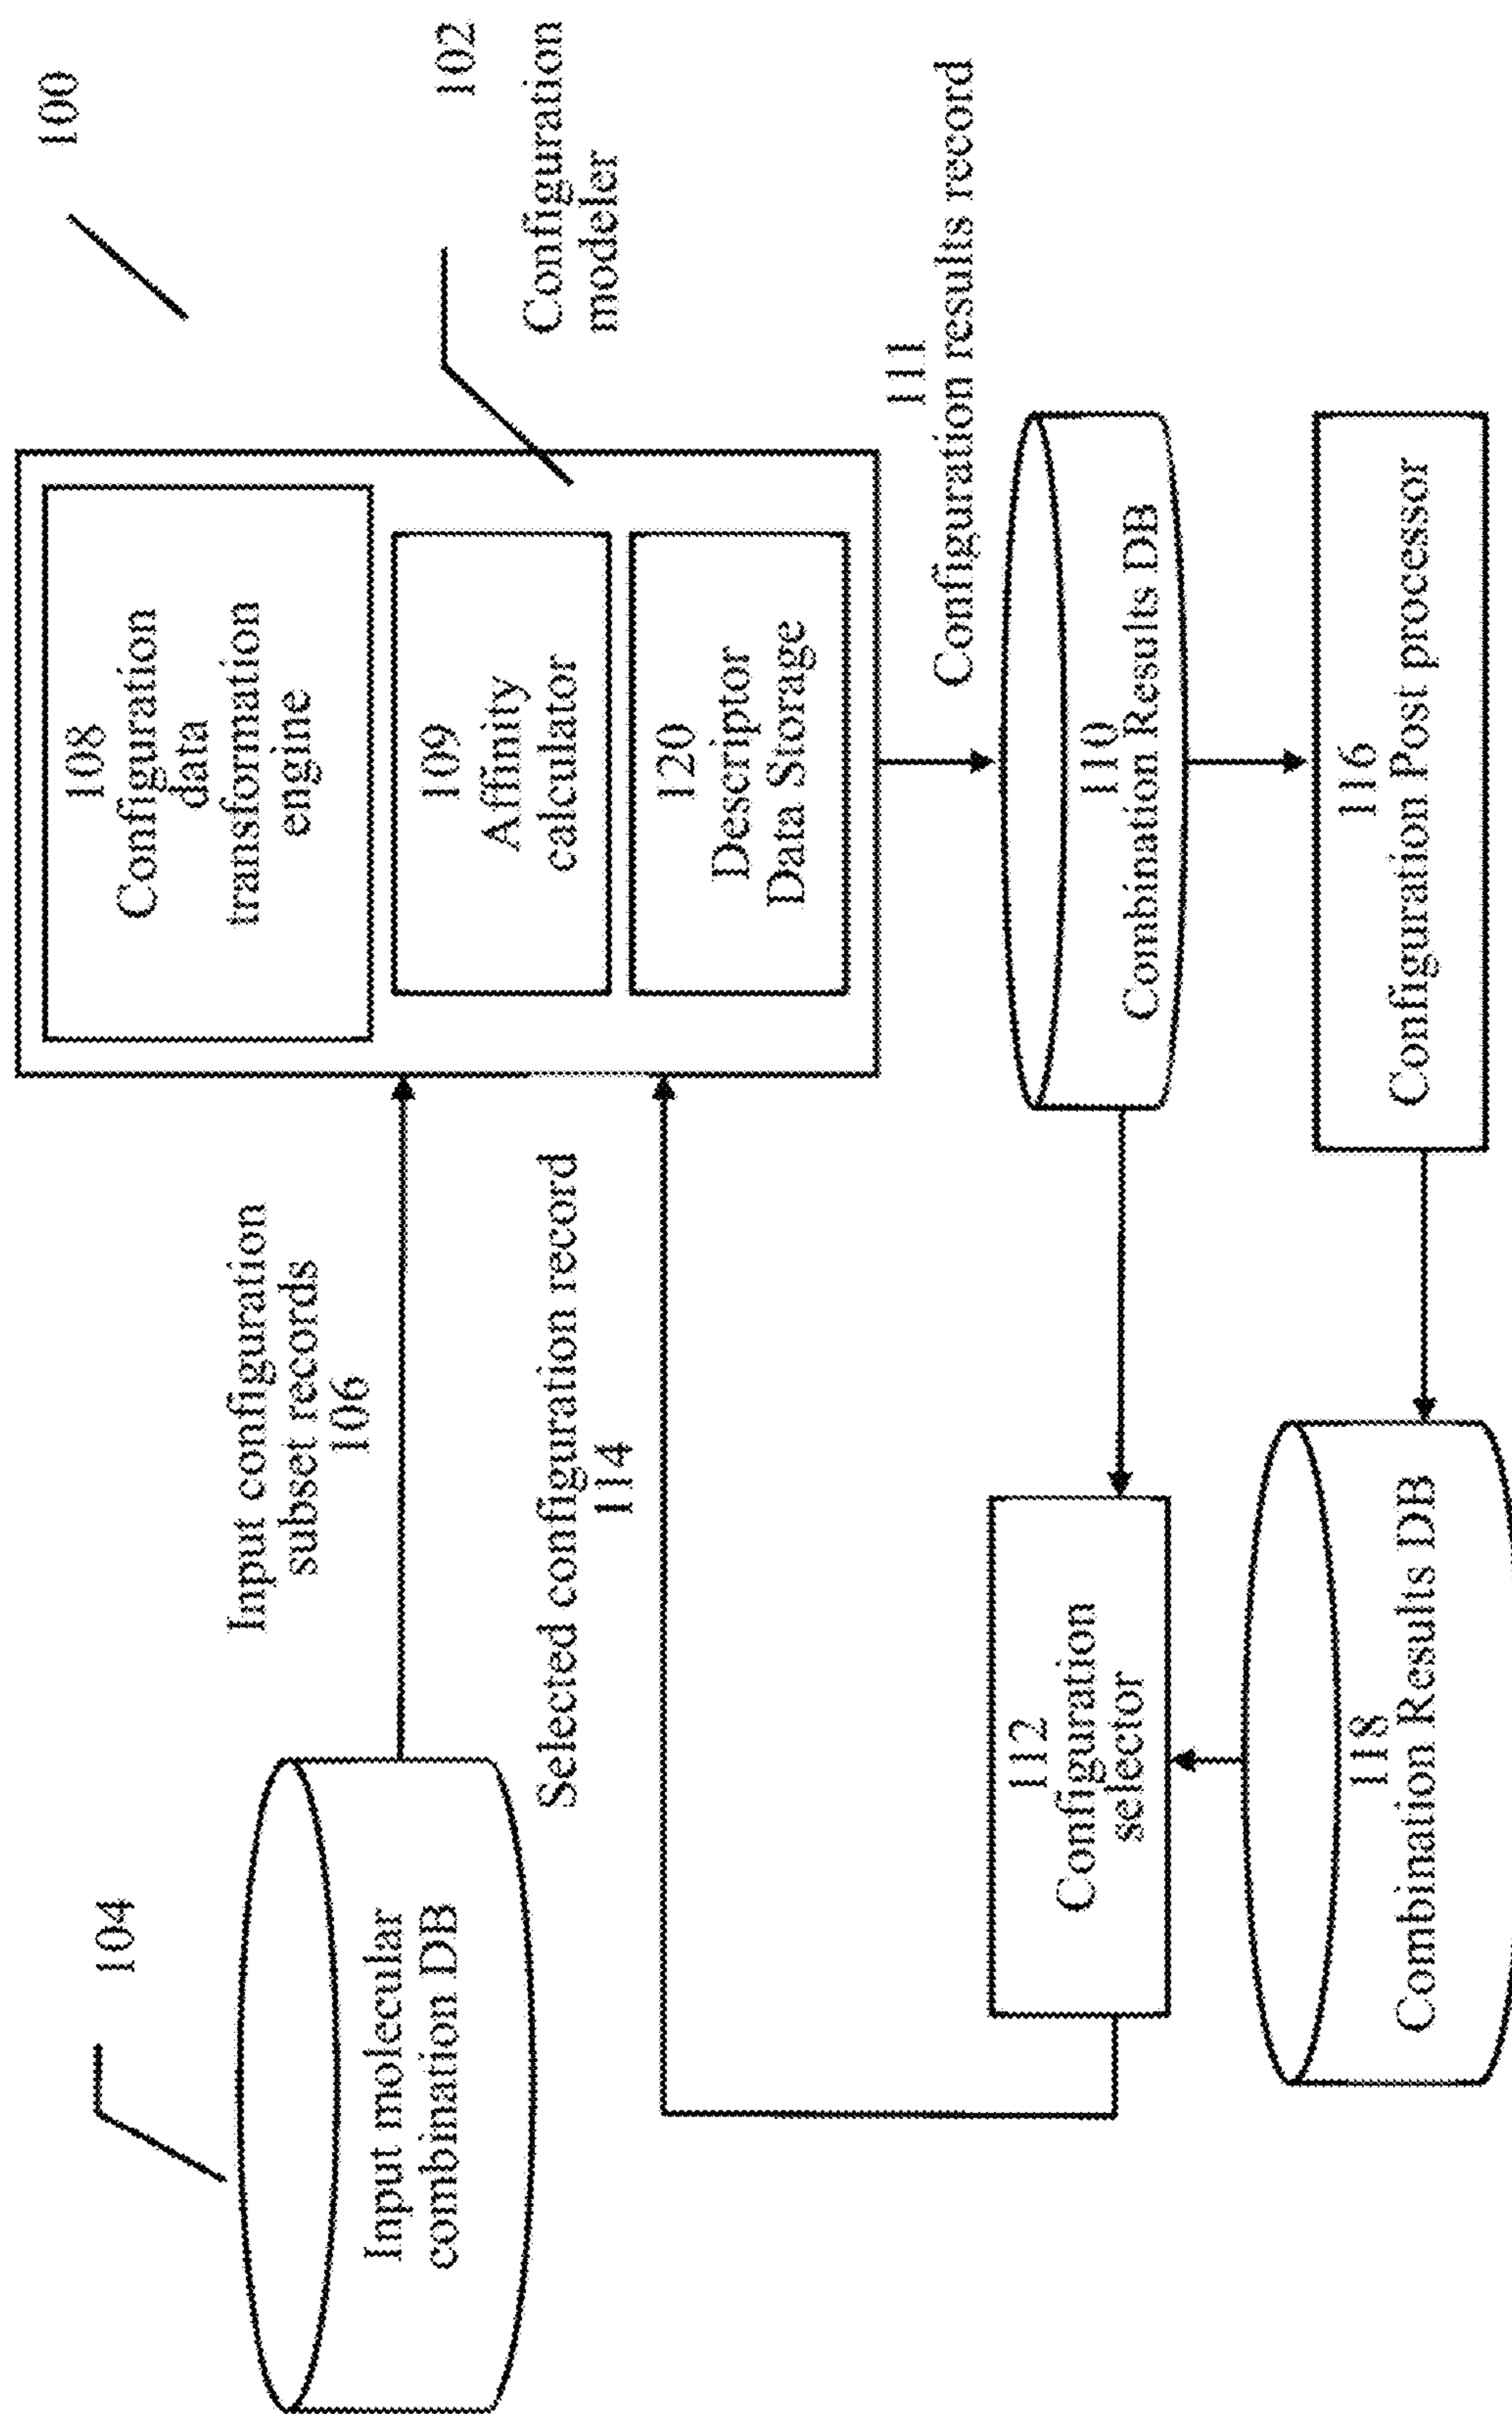 100
104
Input molecular
combination DB
Input configuration
subset records
106
Selected configuration record
114
108
Configuration
data
transformation
engine
109
Affinity
calculator
120
Descriptor
Data Storage
102
Configuration
modeler
111
Configuration results record
110
Combination Results DB
112
Configuration
selector
116
Configuration Post processor
118
Combination Results DB